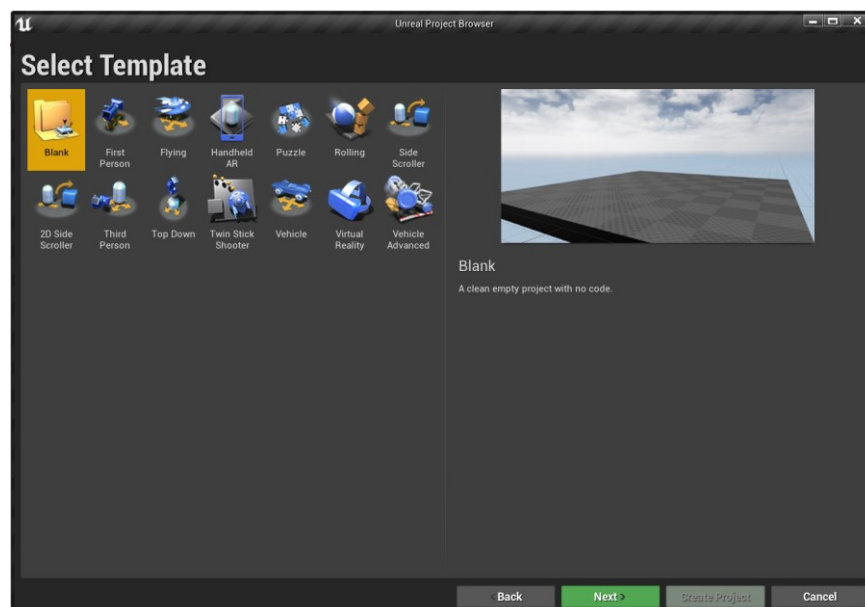 Unreal Project Browser
Select Template
Blank
First
Person
Flying
Handheld
AR
Puzzle
Rolling
Side
Scroller
2D Side
Scroller
Third
Person
Top Down
Twin Stick
Shooter
Vehicle
Virtual
Reality
Vehicle
Advanced
Blank
A clean empty project with no code.
Back
Next >
Create Project
Cancel